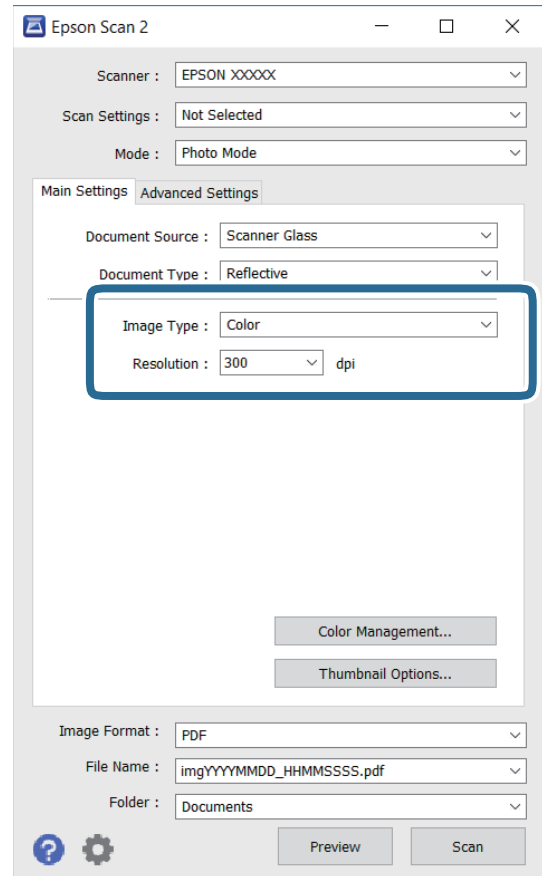 Epson Scan 2
Scanner : EPSON XXXXX
Scan Settings : Not Selected
Mode : Photo Mode
Main Settings Advanced Settings
Document Source : Scanner Glass
Document Type : Reflective
Image Type : Color
Resolution : 300 dpi
Color Management...
Thumbnail Options...
Image Format : PDF
File Name : imgYYYYMMDD_HHMMSSSS.pdf
Folder : Documents
? Preview Scan